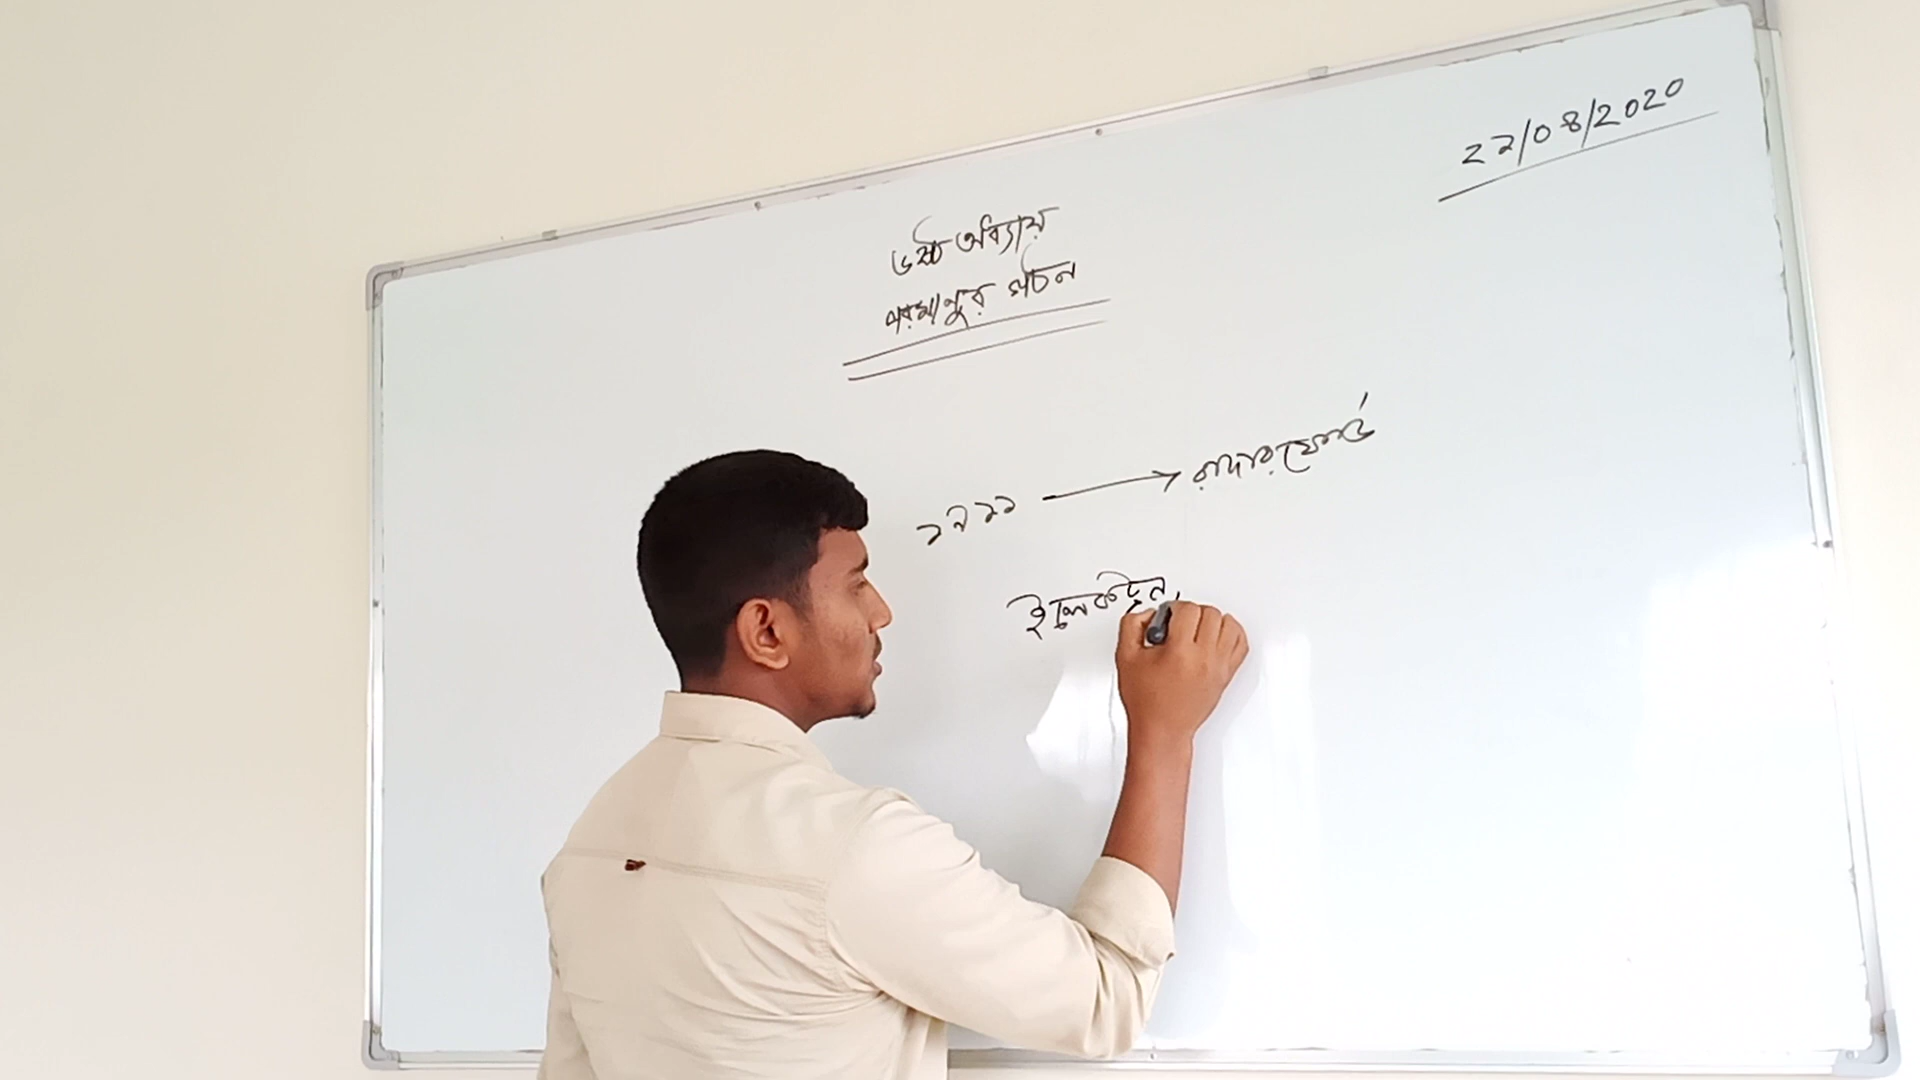 22/08/2020
৬ষ্ঠ অধ্যায়
পরমানুর গঠন
১৯১১ → রাদারফোর্ড
ইলেকট্রন,